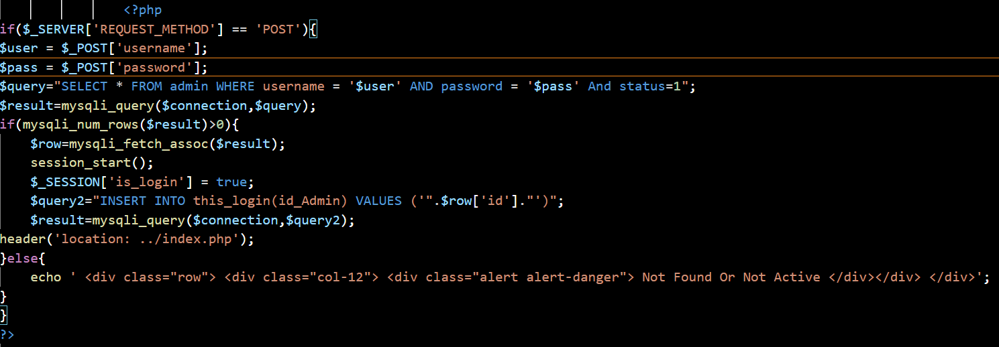 <?php
if($_SERVER['REQUEST_METHOD'] == 'POST'){
$user = $_POST['username'];
$pass = $_POST['password'];
$query="SELECT * FROM admin WHERE username = '$user' AND password = '$pass' And status=1";
$result=mysqli_query($connection,$query);
if(mysqli_num_rows($result)>0){
$row=mysqli_fetch_assoc($result);
session_start();
$_SESSION['is_login'] = true;
$query2="INSERT INTO this_login(id_Admin) VALUES ('".$row['id']."')";
$result=mysqli_query($connection,$query2);
header('location: ../index.php');
}else{
echo ' <div class="row"> <div class="col-12"> <div class="alert alert-danger"> Not Found Or Not Active </div></div> </div>';
}
}
?>